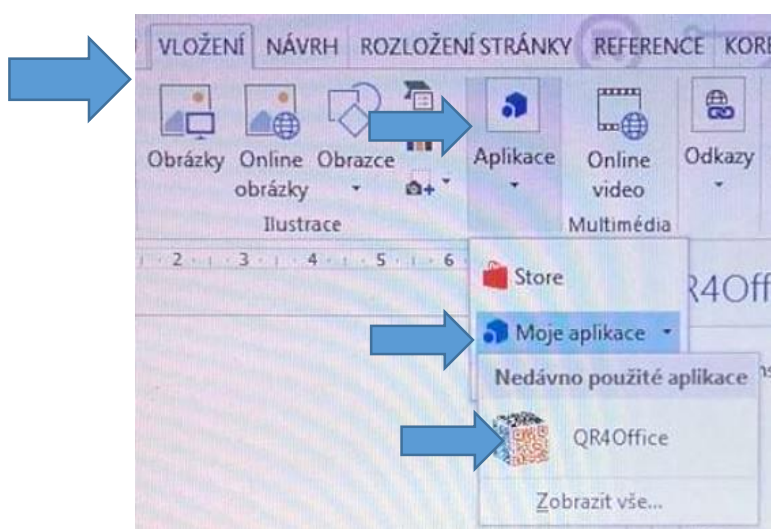 VLOŽENÍ NÁVRH ROZLOŽENÍ STRÁNKY REFERENCE
Obrázky Online obrázky Obrazce Aplikace Online video Odkazy
Ilustrace Multimédia
2 3 4 5 6
Store
R4Off
Moje aplikace
Nedávno použité aplikace
QR4Office
Zobrazit vše...